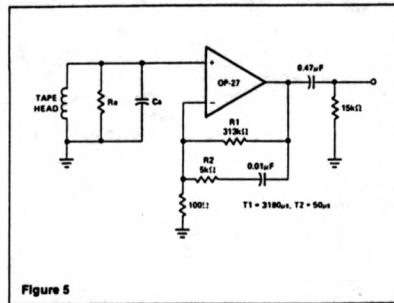 0.47μF
+
OP-27
−
TAPE
HEAD
Ra
Ca
R1
313kΩ
15kΩ
R2
5kΩ
0.01μF
100Ω
T1 = 3180μs, T2 = 50μs
Figure 5